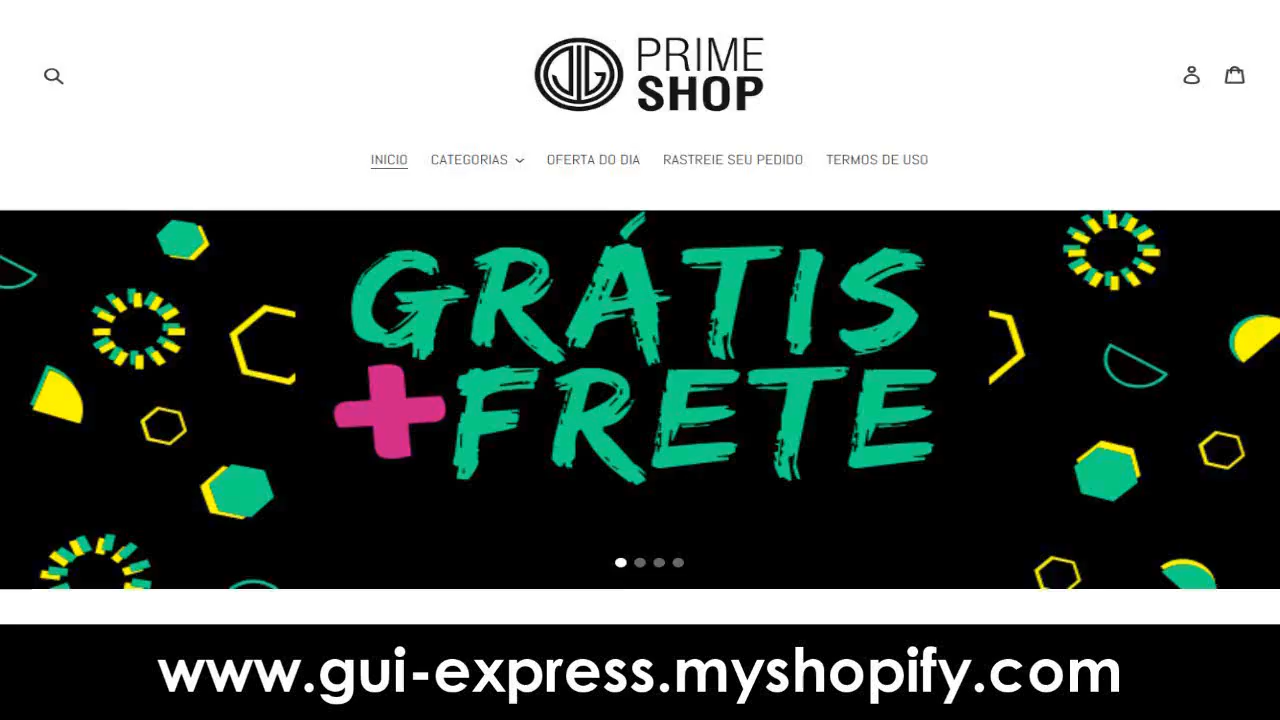 PRIME
SHOP
INICIO CATEGORIAS OFERTA DO DIA RASTREIE SEU PEDIDO TERMOS DE USO
GRÁTIS
+FRETE
www.gui-express.myshopify.com